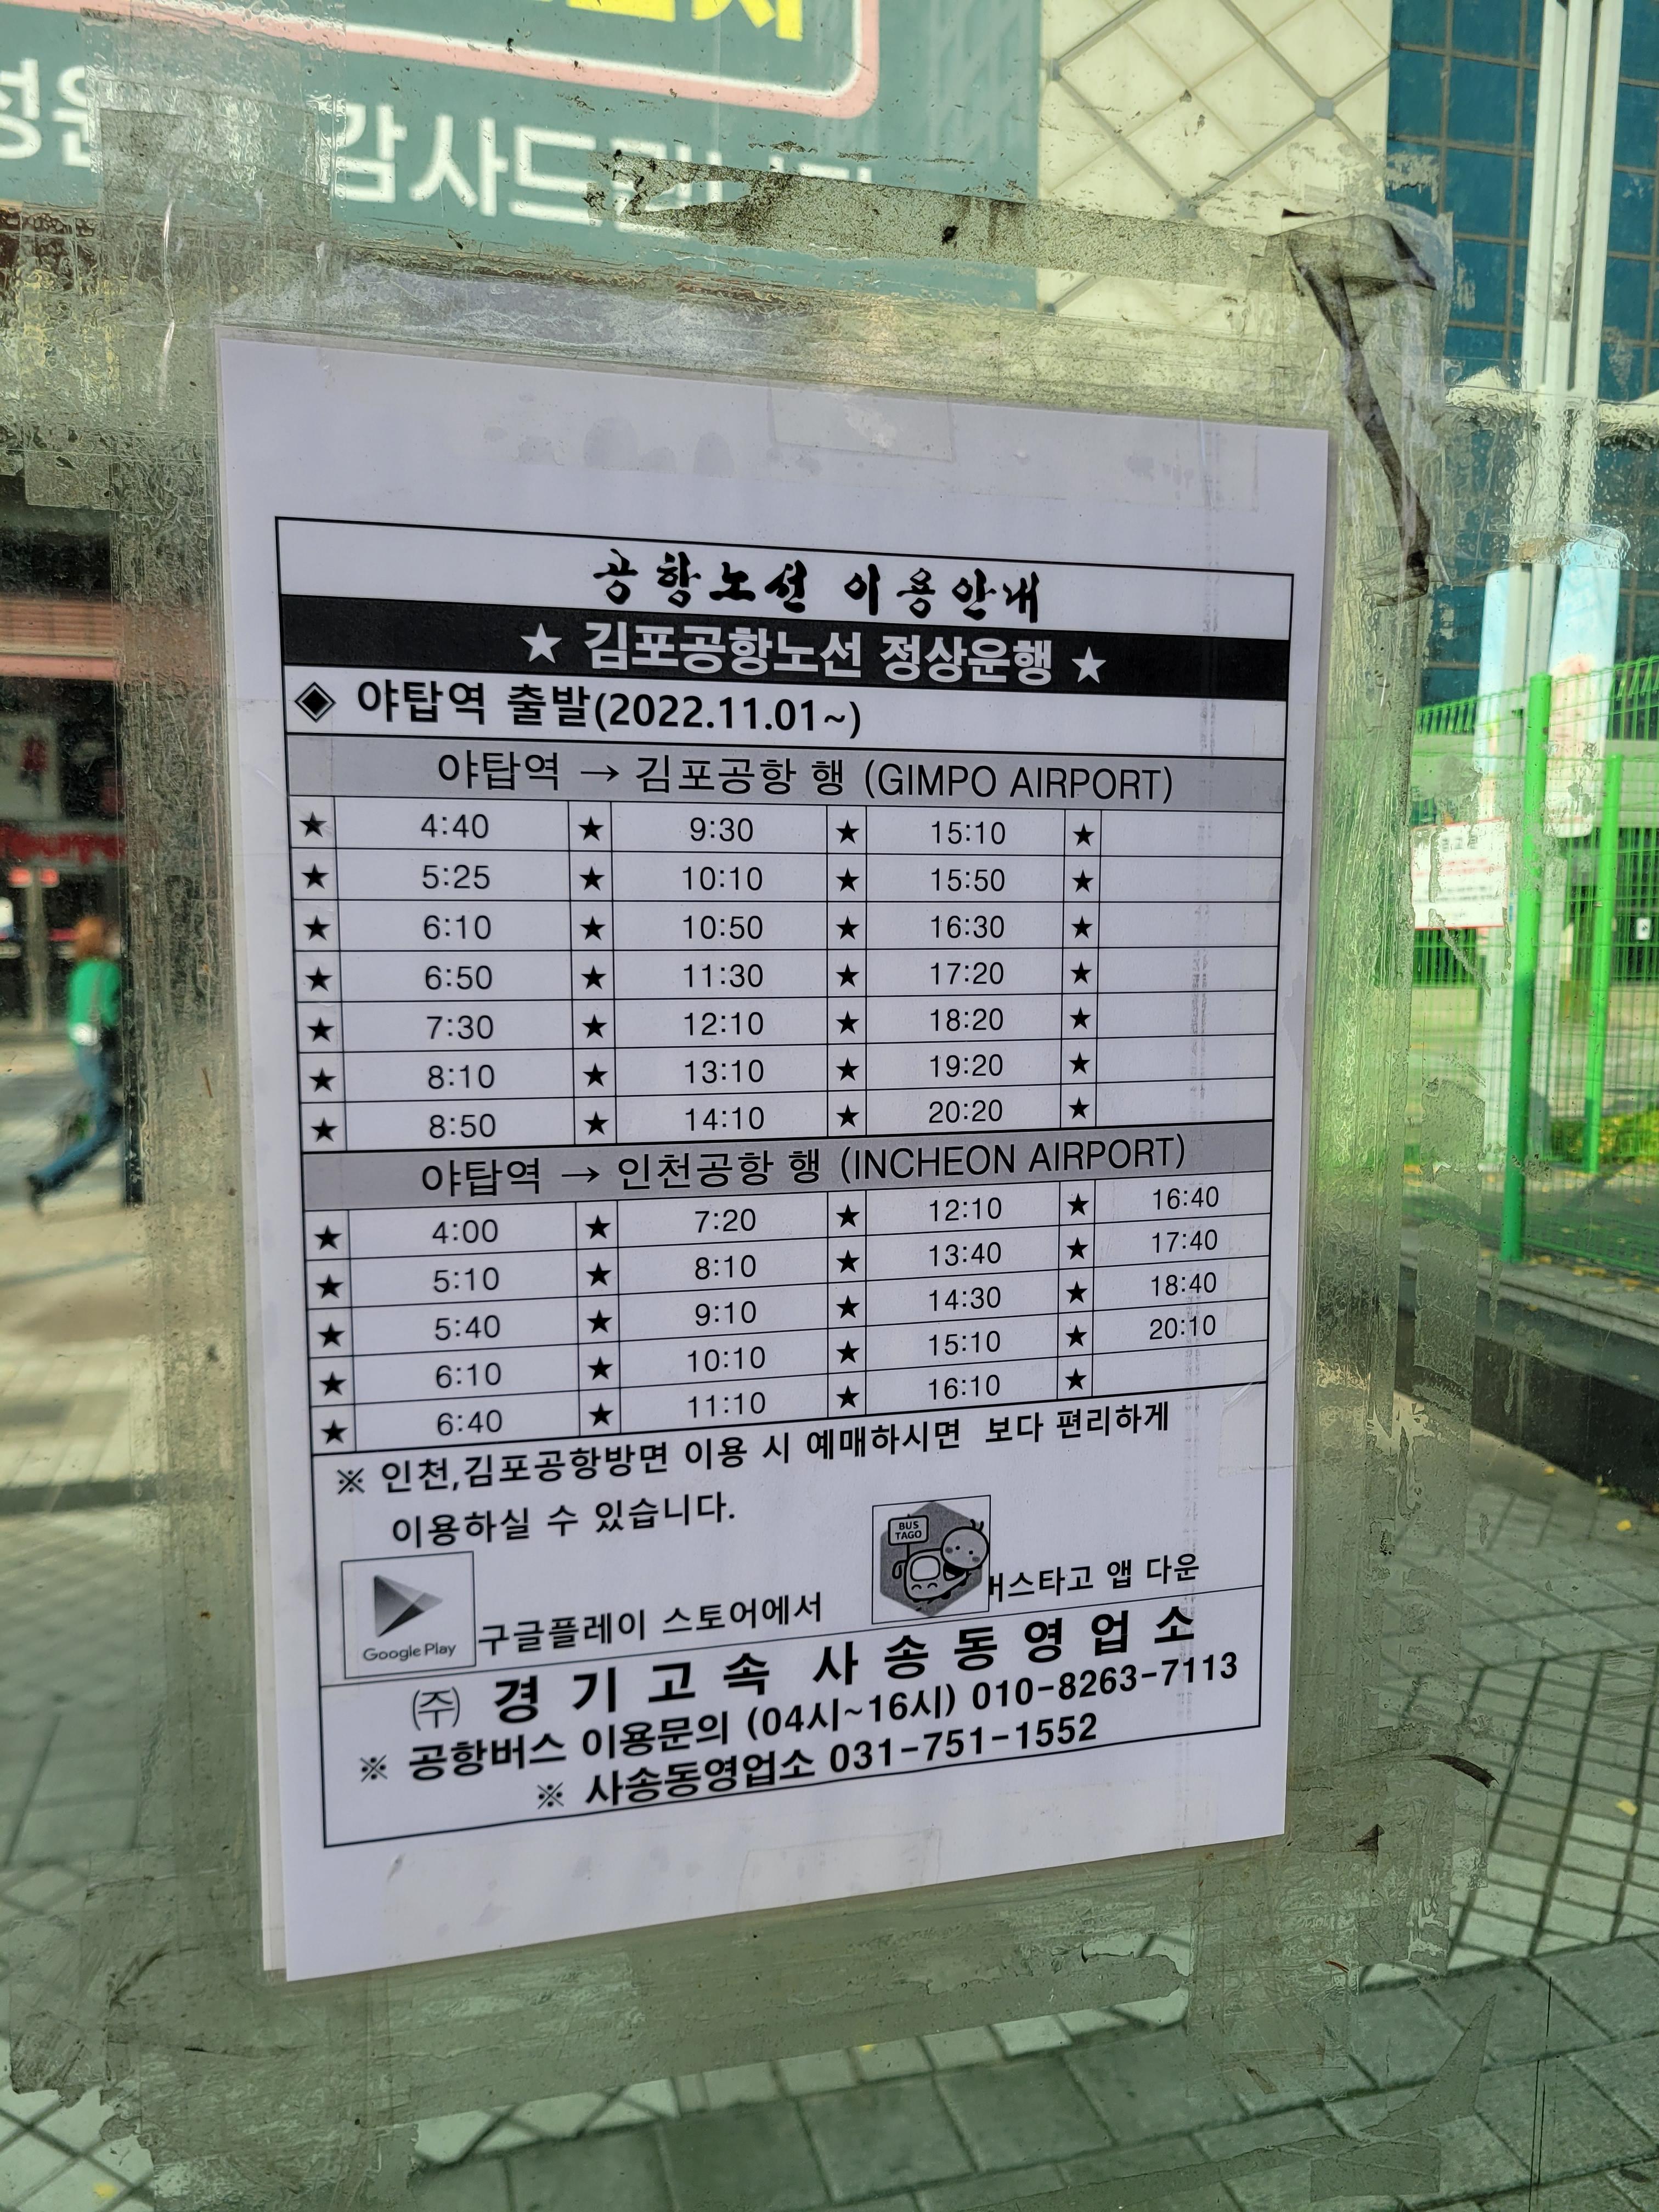 감사드립니다
공항노선 이용안내
★ 김포공항노선 정상운행 ★
◈ 야탑역 출발(2022.11.01~)
야탑역 → 김포공항 행 (GIMPO AIRPORT)
★ 4:40 ★ 9:30 ★ 15:10 ★
★ 5:25 ★ 10:10 ★ 15:50 ★
★ 6:10 ★ 10:50 ★ 16:30 ★
★ 6:50 ★ 11:30 ★ 17:20 ★
★ 7:30 ★ 12:10 ★ 18:20 ★
★ 8:10 ★ 13:10 ★ 19:20 ★
★ 8:50 ★ 14:10 ★ 20:20 ★
야탑역 → 인천공항 행 (INCHEON AIRPORT)
★ 4:00 ★ 7:20 ★ 12:10 ★ 16:40
★ 5:10 ★ 8:10 ★ 13:40 ★ 17:40
★ 5:40 ★ 9:10 ★ 14:30 ★ 18:40
★ 6:10 ★ 10:10 ★ 15:10 ★ 20:10
★ 6:40 ★ 11:10 ★ 16:10 ★
※ 인천,김포공항방면 이용 시 예매하시면 보다 편리하게
이용하실 수 있습니다.
BUS
TAGO
Google Play 구글플레이 스토어에서 버스타고 앱 다운
㈜ 경기고속 사송동영업소
※ 공항버스 이용문의 (04시~16시) 010-8263-7113
※ 사송동영업소 031-751-1552